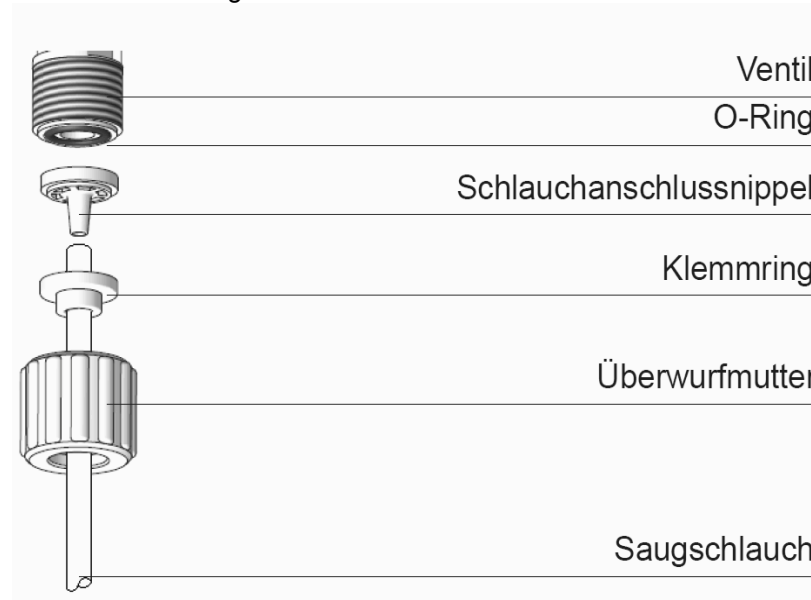 Ventil
O-Ring
Schlauchanschlussnippel
Klemmring
Überwurfmutter
Saugschlauch